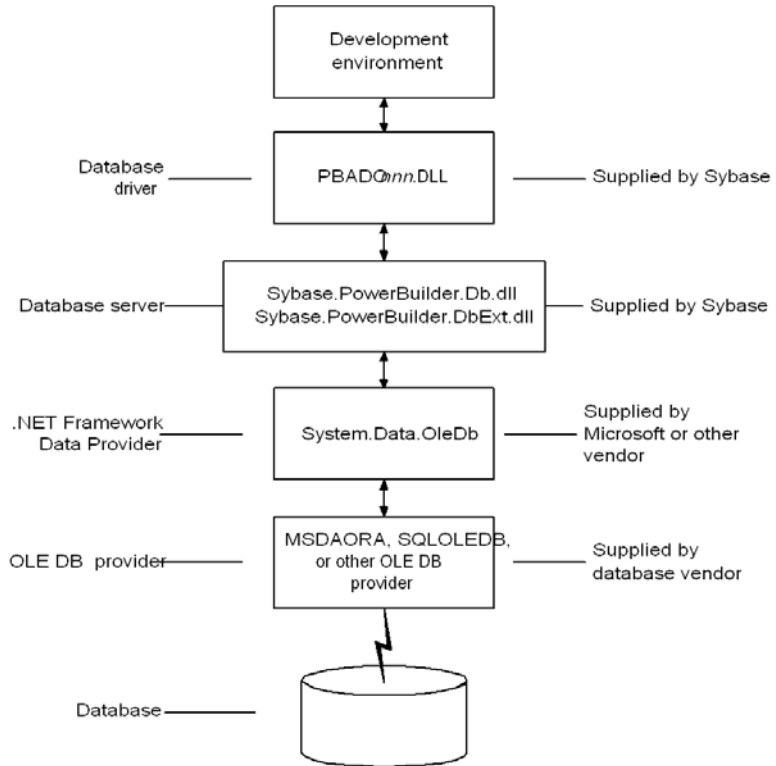 Development
environment
Database
driver
PBADOnnn.DLL
Supplied by Sybase
Database server
Sybase.PowerBuilder.Db.dll
Sybase.PowerBuilder.DbExt.dll
Supplied by Sybase
.NET Framework
Data Provider
System.Data.OleDb
Supplied by
Microsoft or other
vendor
OLE DB provider
MSDAORA, SQLOLEDB,
or other OLE DB
provider
Supplied by
database vendor
Database